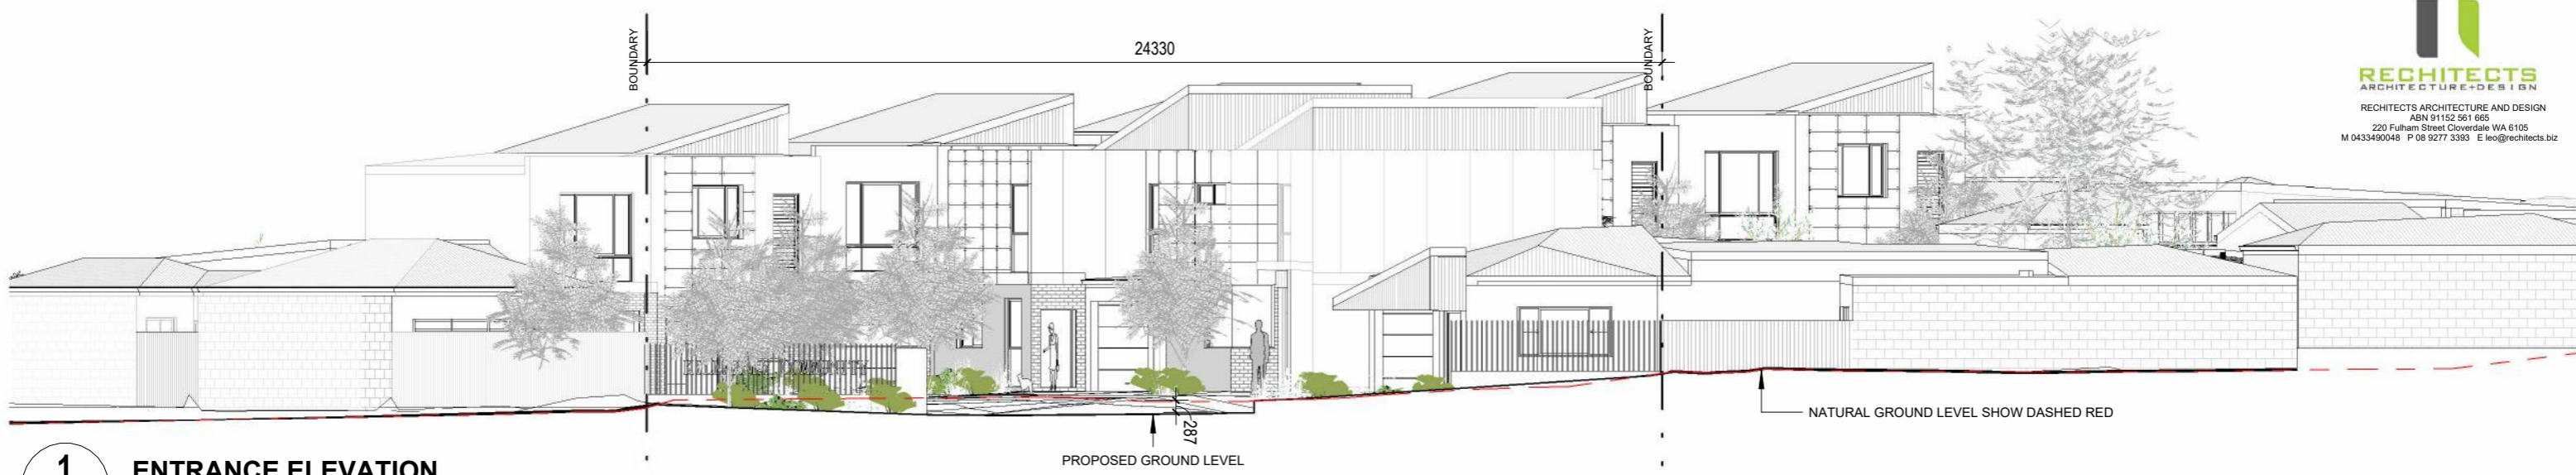 BOUNDARY
24330
BOUNDARY
RECHITECTS
ARCHITECTURE+DESIGN
RECHITECTS ARCHITECTURE AND DESIGN
ABN 91152 561 665
220 Fulham Street Cloverdale WA 6105
M 0433490048 P 08 9277 3393 E leo@rechitects.biz
287
NATURAL GROUND LEVEL SHOW DASHED RED
PROPOSED GROUND LEVEL
1
ENTRANCE ELEVATION